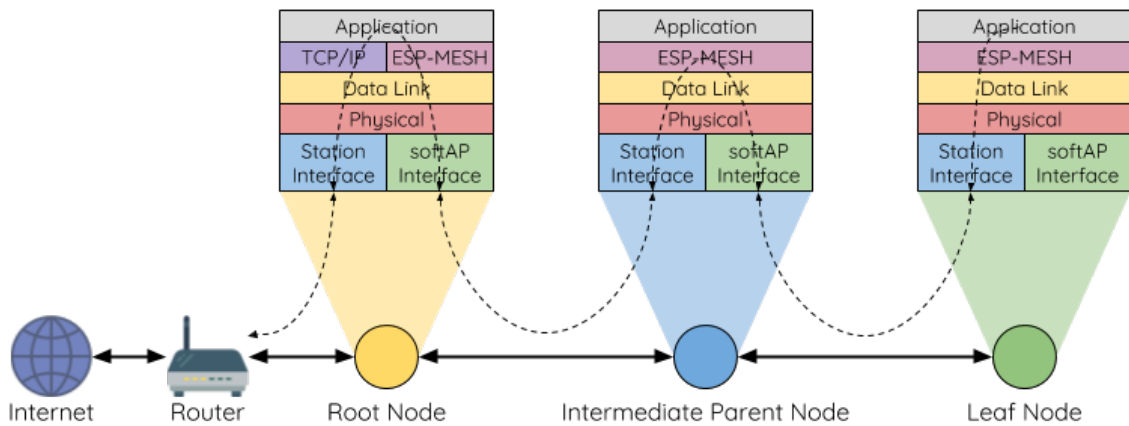 Application
TCP/IP ESP-MESH
Data Link
Physical
Station Interface
softAP Interface
Application
ESP-MESH
Data Link
Physical
Station Interface
softAP Interface
Application
ESP-MESH
Data Link
Physical
Station Interface
softAP Interface
Internet
Router
Root Node
Intermediate Parent Node
Leaf Node